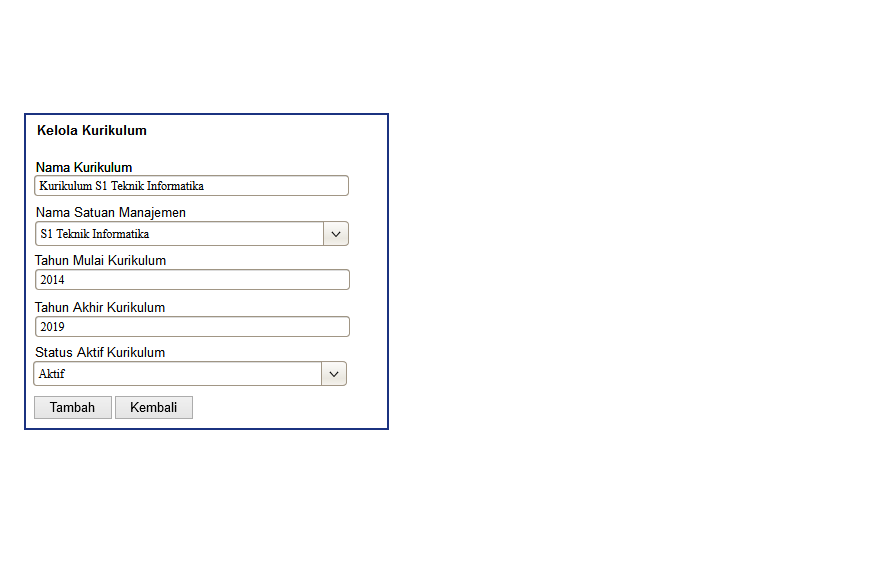 Kelola Kurikulum
Nama Kurikulum
Kurikulum S1 Teknik Informatika
Nama Satuan Manajemen
S1 Teknik Informatika
Tahun Mulai Kurikulum
2014
Tahun Akhir Kurikulum
2019
Status Aktif Kurikulum
Aktif
Tambah Kembali